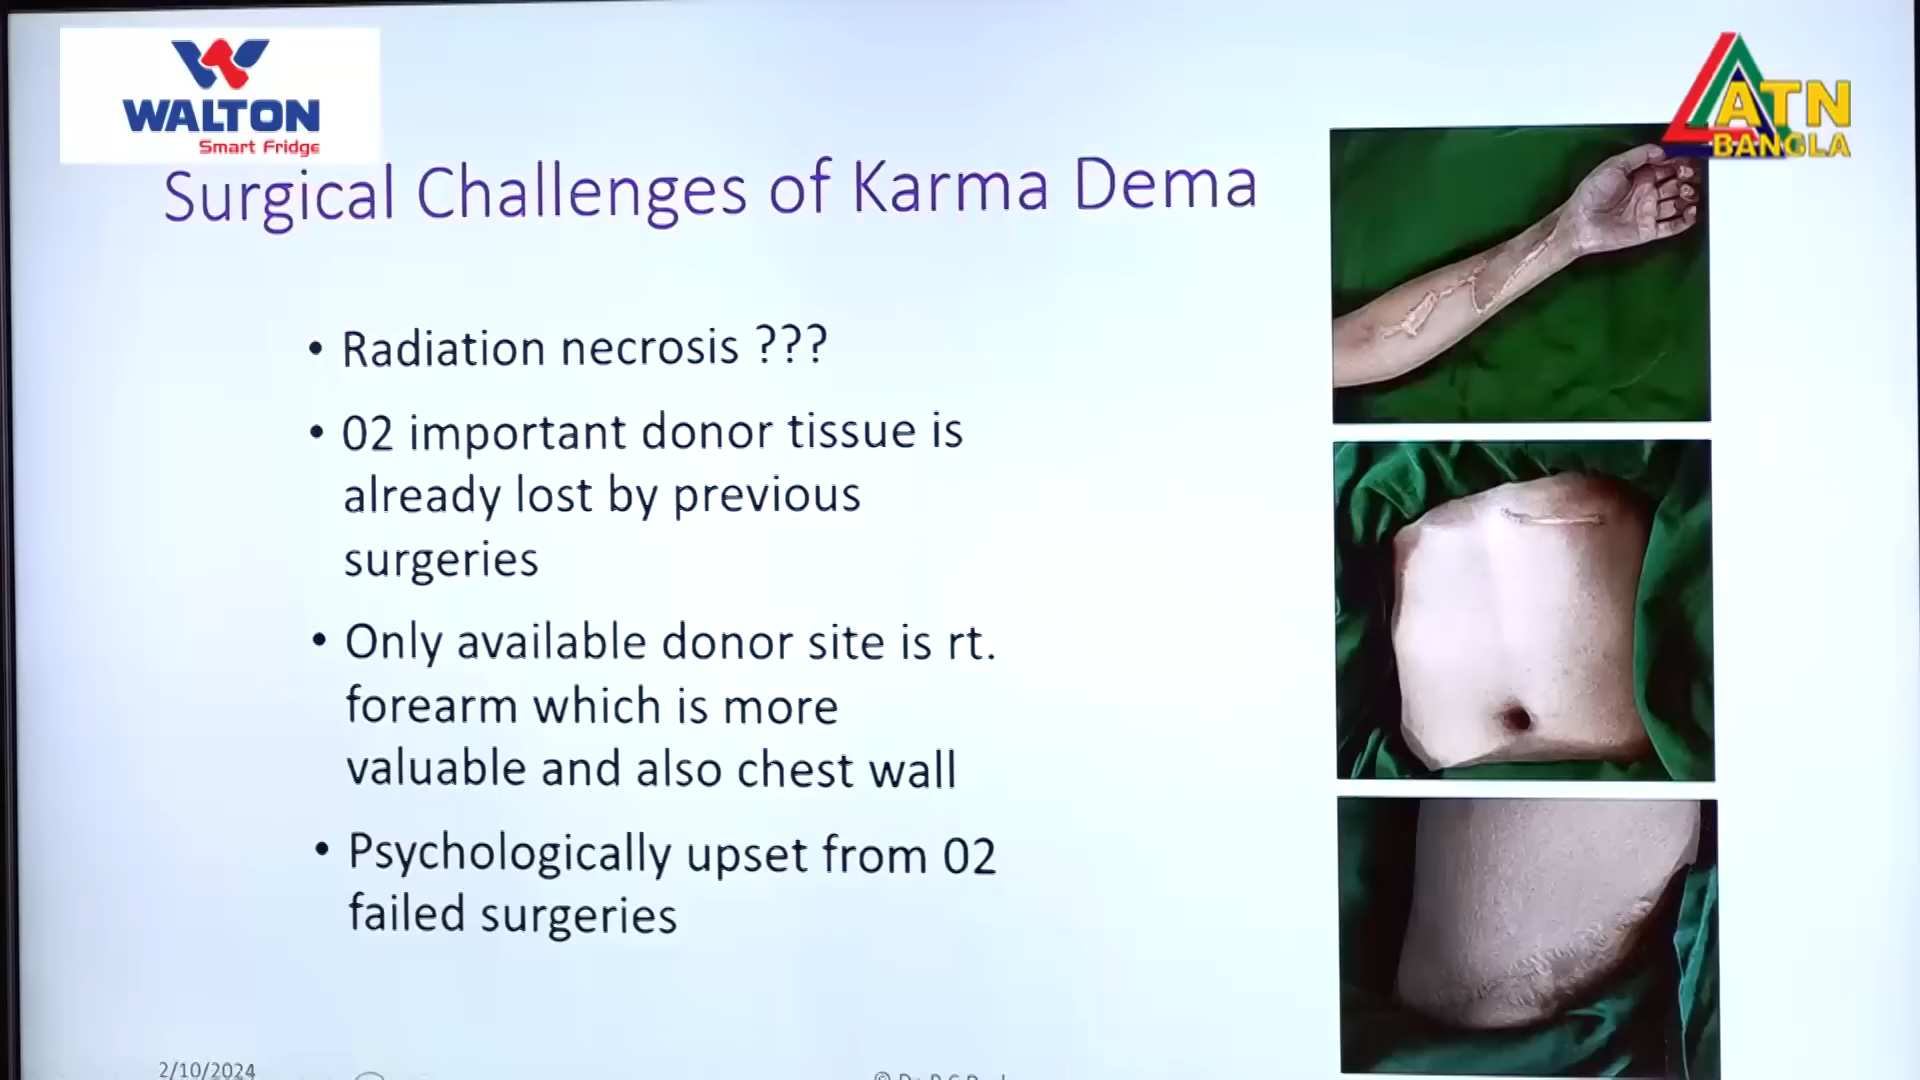 WALTON
Smart Fridge
ATN
BANGLA
Surgical Challenges of Karma Dema
• Radiation necrosis ???
• 02 important donor tissue is
already lost by previous
surgeries
• Only available donor site is rt.
forearm which is more
valuable and also chest wall
• Psychologically upset from 02
failed surgeries
2/10/2024